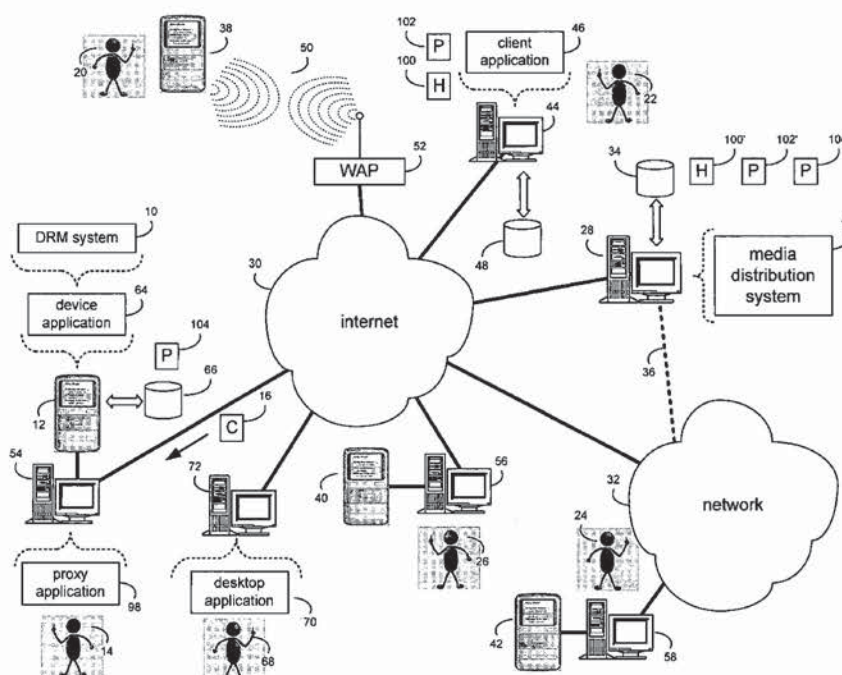 102
P
100
H
client
application
46
20
38
50
22
44
WAP
52
48
34
H
100'
P
102'
P
28
media
distribution
system
DRM system
10
device
application
64
30
internet
P
104
66
12
36
C
16
54
72
40
56
32
network
24
26
proxy
application
98
desktop
application
70
14
68
42
58